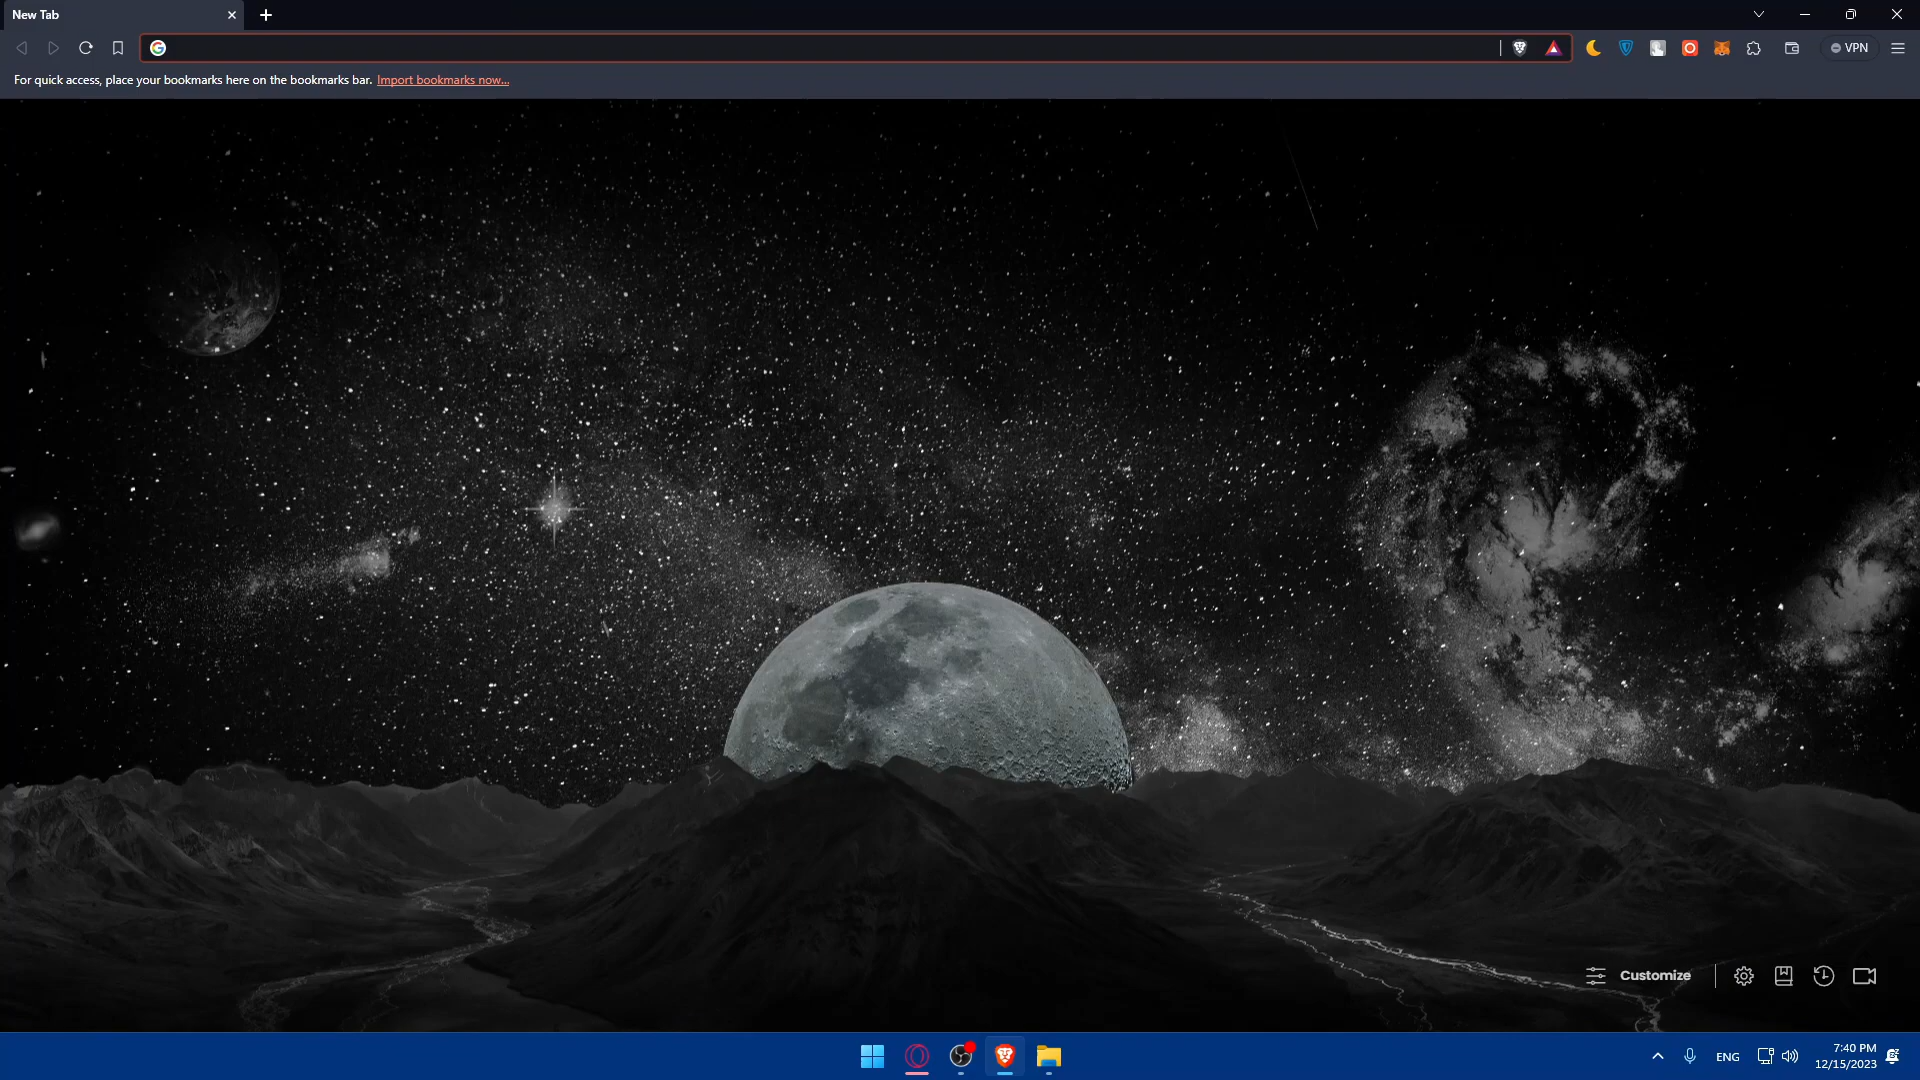 New Tab
VPN
For quick access, place your bookmarks here on the bookmarks bar. Import bookmarks now...
Customize
ENG
7:40 PM
12/15/2023